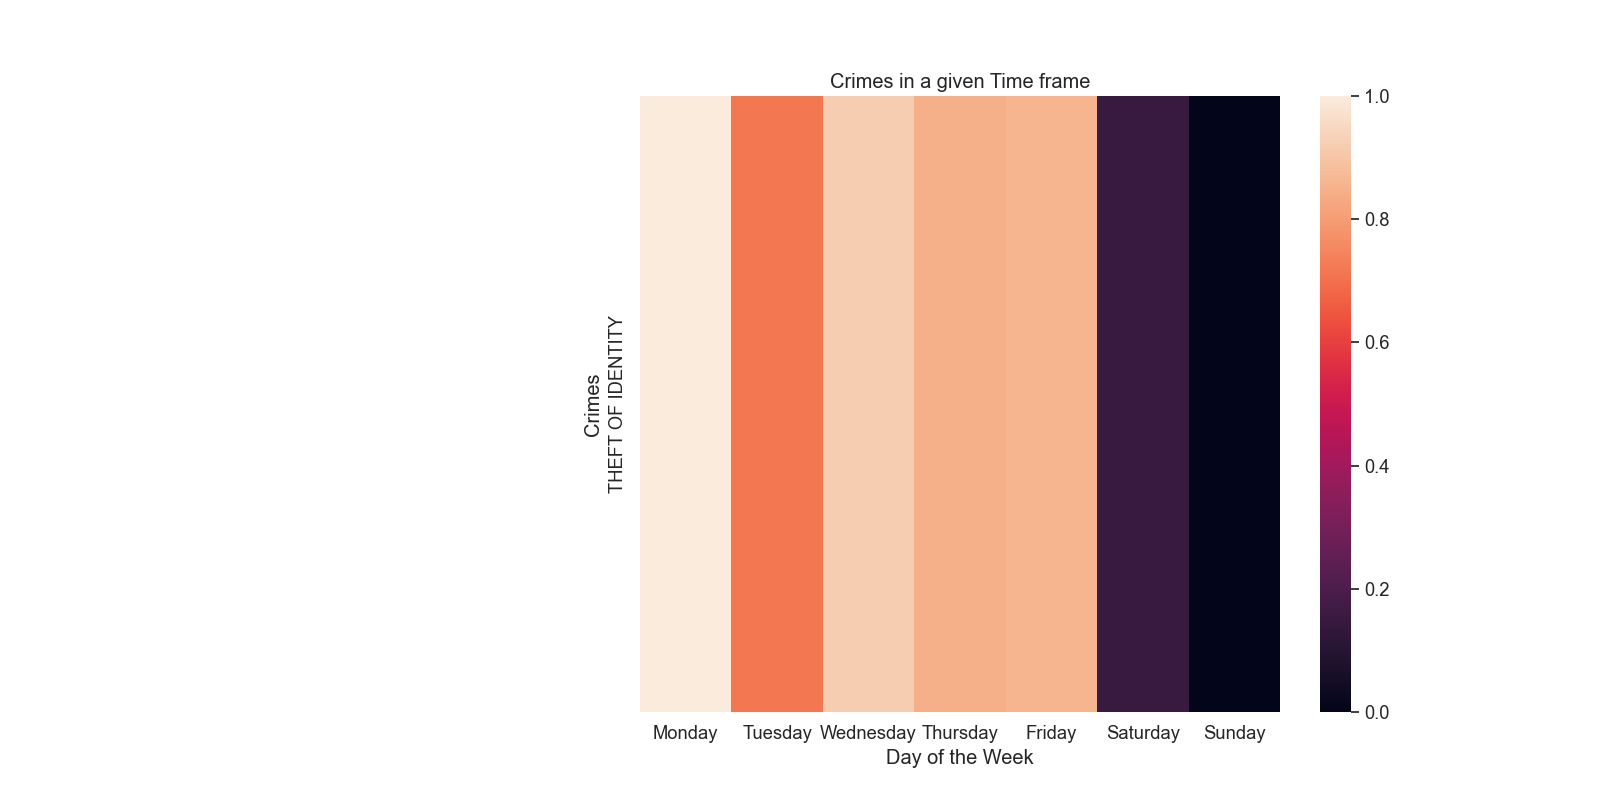 Crimes in a given Time frame
Crimes
THEFT OF IDENTITY
Monday Tuesday Wednesday Thursday Friday Saturday Sunday
Day of the Week
1.0
0.8
0.6
0.4
0.2
0.0